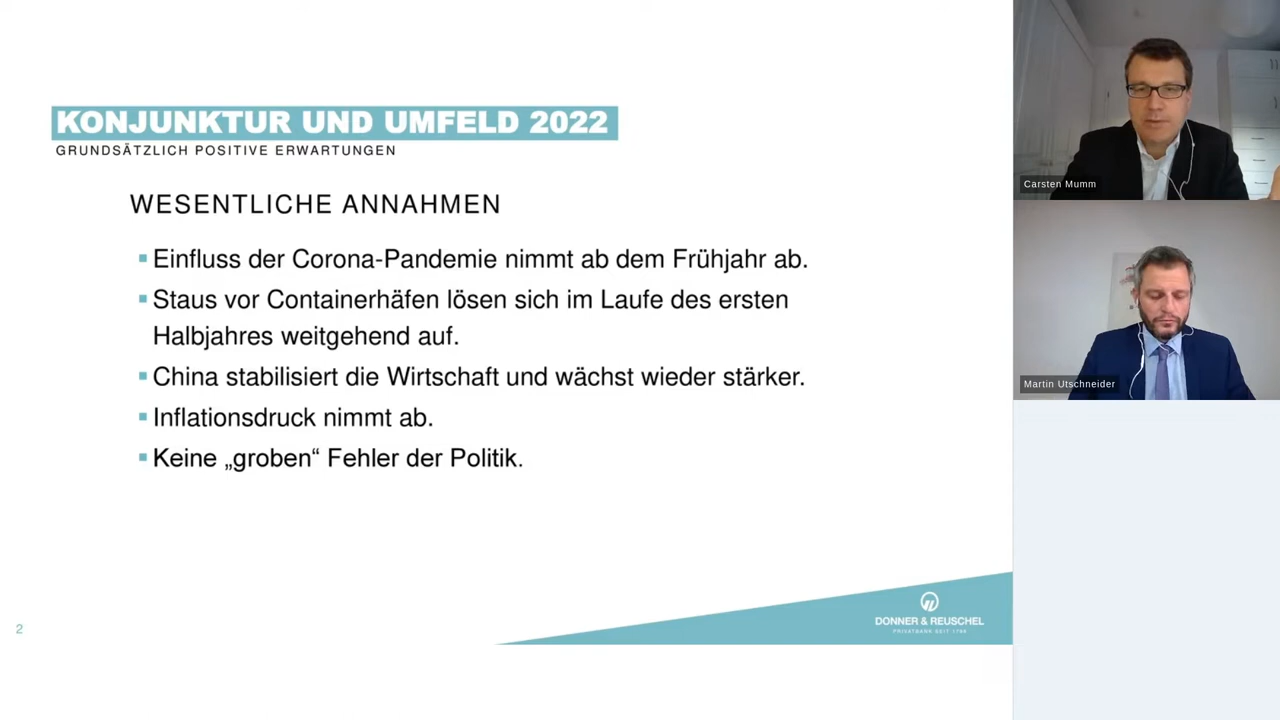 KONJUNKTUR UND UMFELD 2022
GRUNDSÄTZLICH POSITIVE ERWARTUNGEN
WESENTLICHE ANNAHMEN
Einfluss der Corona-Pandemie nimmt ab dem Frühjahr ab.
Staus vor Containerhäfen lösen sich im Laufe des ersten
Halbjahres weitgehend auf.
China stabilisiert die Wirtschaft und wächst wieder stärker.
Inflationsdruck nimmt ab.
Keine „groben“ Fehler der Politik.
2
DONNER & REUSCHEL
PRIVATBANK SEIT 1798
Carsten Mumm
Martin Utschneider